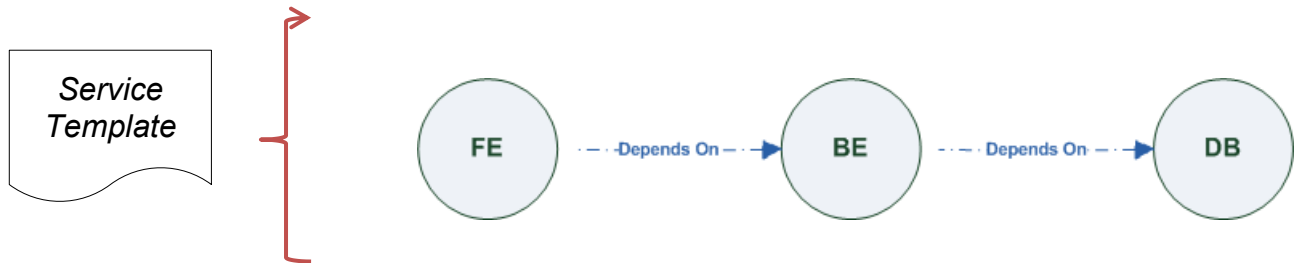 Service
Template
FE
Depends On
BE
Depends On
DB